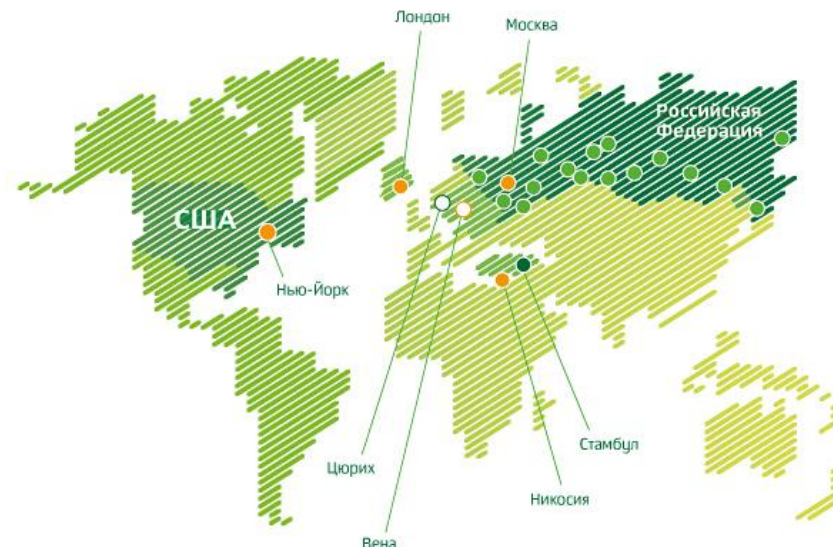 Лондон
Москва
Российская
Федерация
США
Нью-Йорк
Стамбул
Цюрих
Никосия
Вена